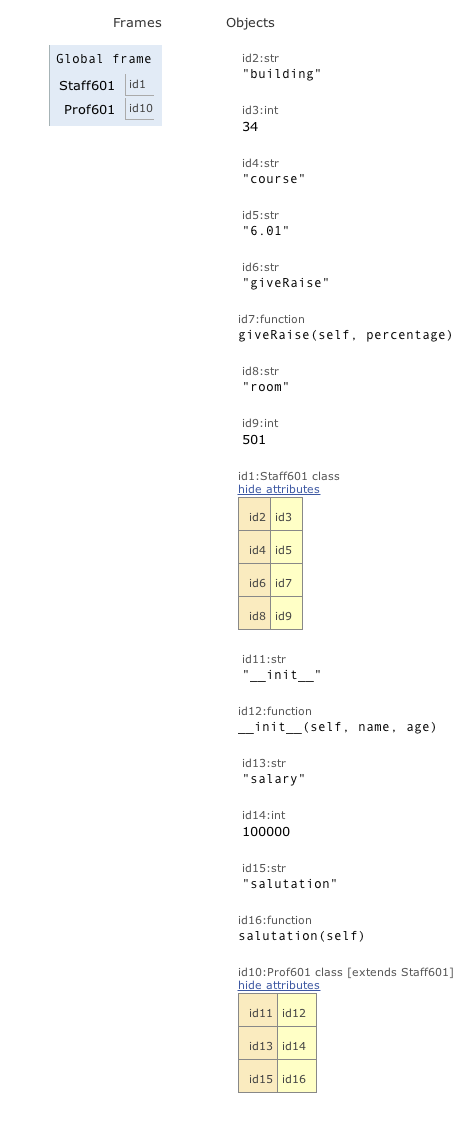 Frames Objects
Global frame
Staff601 id1
Prof601 id10
id2:str
"building"
id3:int
34
id4:str
"course"
id5:str
"6.01"
id6:str
"giveRaise"
id7:function
giveRaise(self, percentage)
id8:str
"room"
id9:int
501
id1:Staff601 class
hide attributes
id2 id3
id4 id5
id6 id7
id8 id9
id11:str
"__init__"
id12:function
__init__(self, name, age)
id13:str
"salary"
id14:int
100000
id15:str
"salutation"
id16:function
salutation(self)
id10:Prof601 class [extends Staff601]
hide attributes
id11 id12
id13 id14
id15 id16